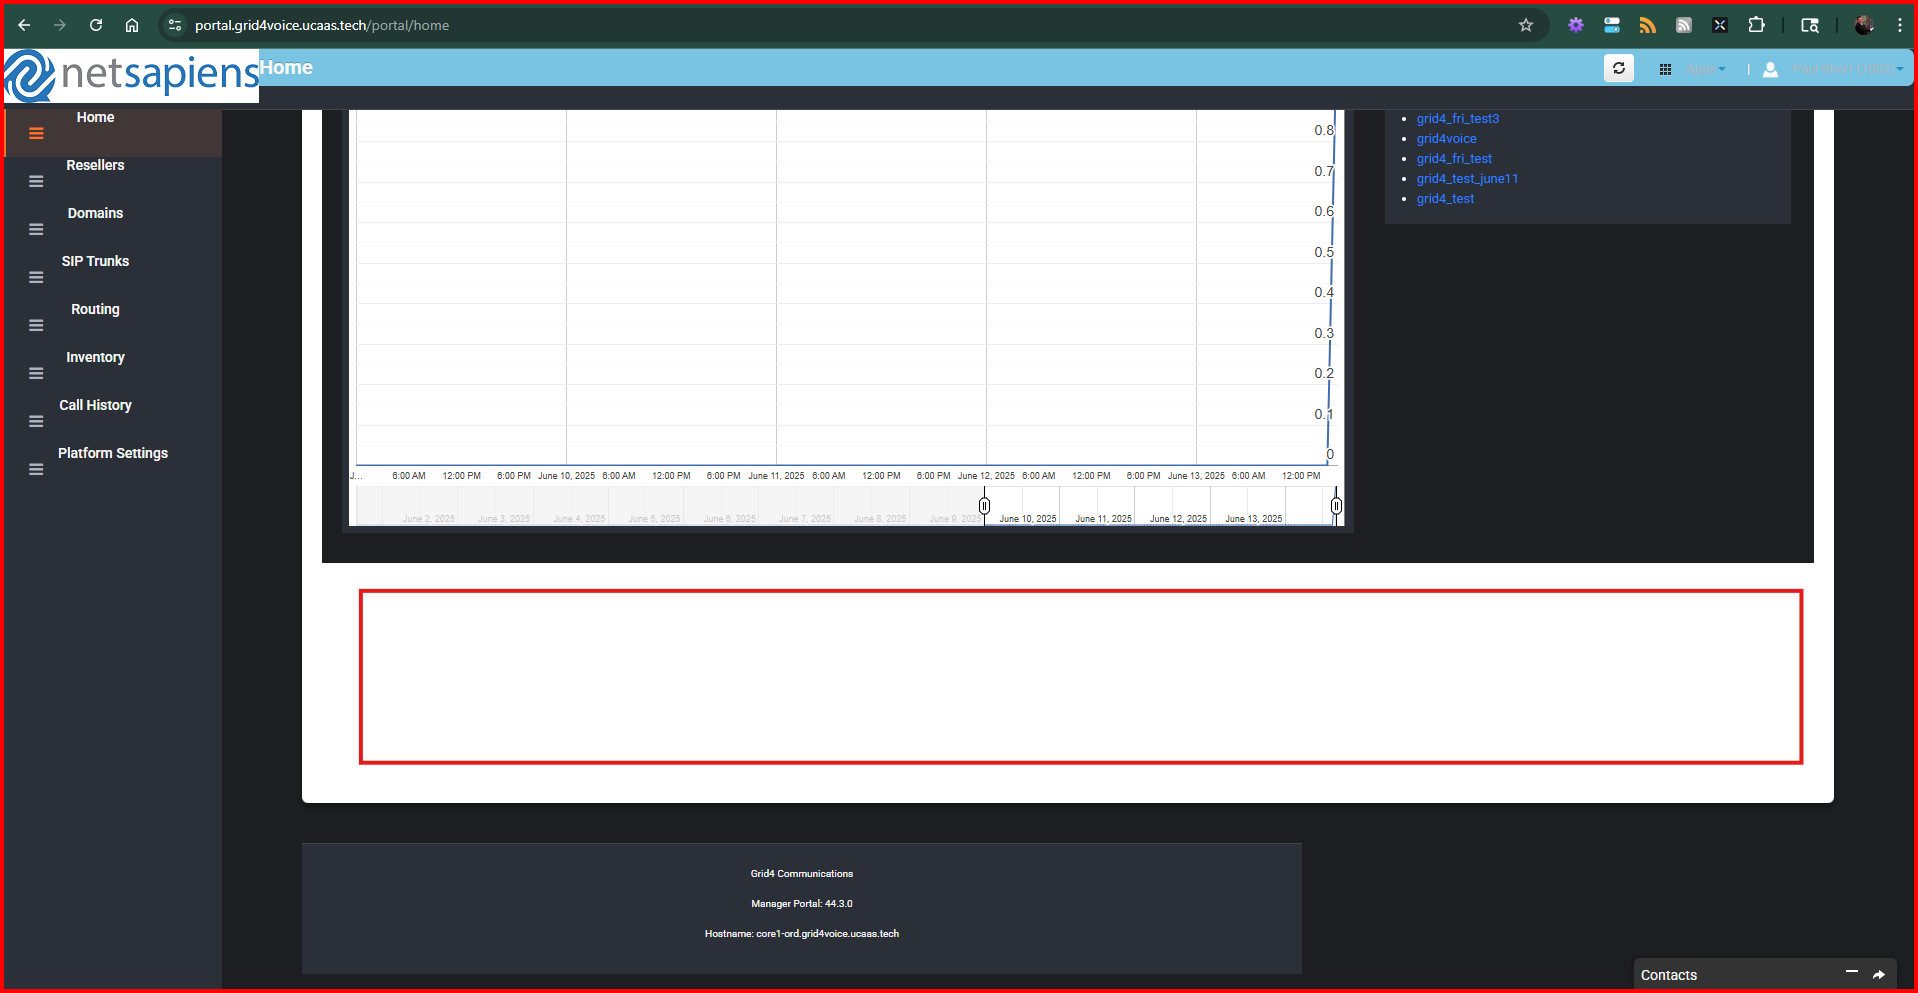 portal.grid4voice.ucaas.tech/portal/home
netsapiens
Home
Apps
Home
Resellers
Domains
SIP Trunks
Routing
Inventory
Call History
Platform Settings
0.8
0.7
0.6
0.5
0.4
0.3
0.2
0.1
0
J... 6:00 AM 12:00 PM 6:00 PM June 10, 2025 6:00 AM 12:00 PM 6:00 PM June 11, 2025 6:00 AM 12:00 PM 6:00 PM June 12, 2025 6:00 AM 12:00 PM 6:00 PM June 13, 2025 6:00 AM 12:00 PM
June 2, 2025 June 3, 2025 June 4, 2025 June 5, 2025 June 6, 2025 June 7, 2025 June 8, 2025 June 9, 2025 June 10, 2025 June 11, 2025 June 12, 2025 June 13, 2025
grid4_fri_test3
grid4voice
grid4_fri_test
grid4_test_june11
grid4_test
Grid4 Communications
Manager Portal: 44.3.0
Hostname: core1-ord.grid4voice.ucaas.tech
Contacts